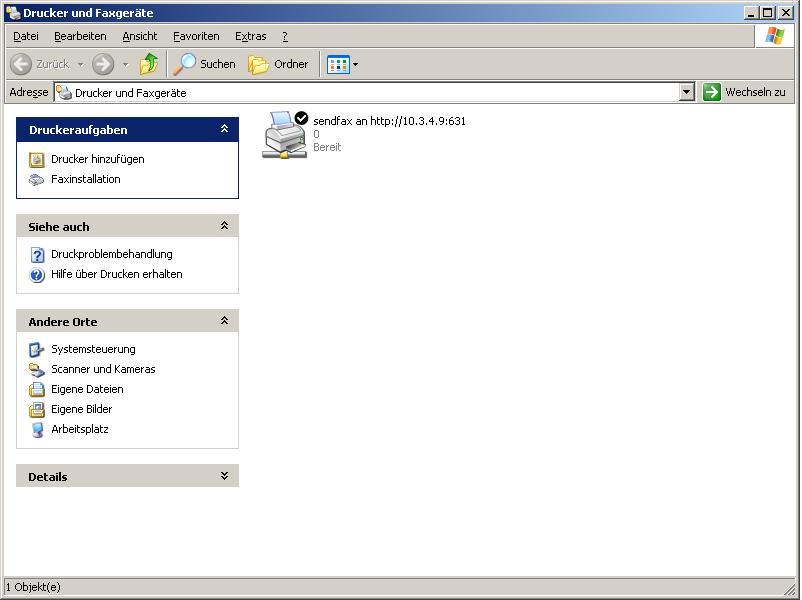 Drucker und Faxgeräte
Datei Bearbeiten Ansicht Favoriten Extras ?
Zurück Suchen Ordner
Adresse Drucker und Faxgeräte Wechseln zu
Druckeraufgaben
Drucker hinzufügen
Faxinstallation
Siehe auch
Druckproblembehandlung
Hilfe über Drucken erhalten
Andere Orte
Systemsteuerung
Scanner und Kameras
Eigene Dateien
Eigene Bilder
Arbeitsplatz
Details
sendfax an http://10.3.4.9:631
0
Bereit
1 Objekt(e)